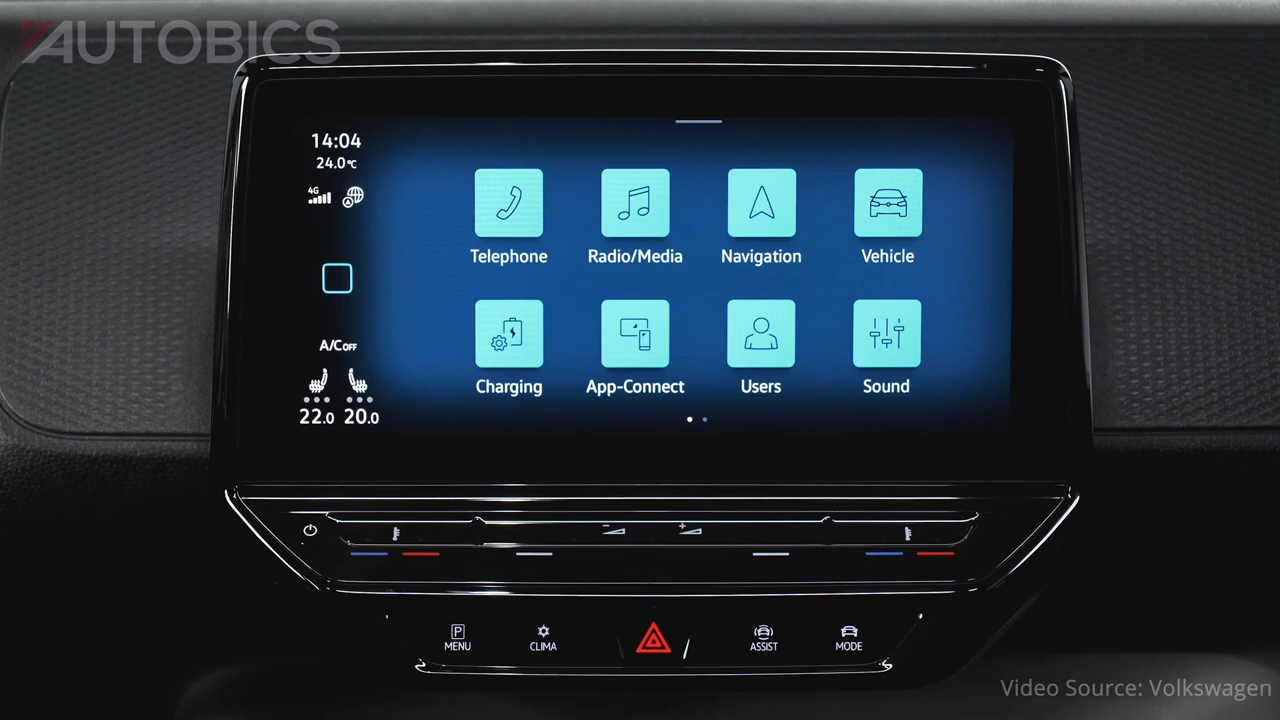 AUTOBICS
14:04
24.0°C
4G
Telephone Radio/Media Navigation Vehicle
A/C OFF
Charging App-Connect Users Sound
22.0 20.0
- +
P
MENU CLIMA ASSIST MODE
Video Source: Volkswagen